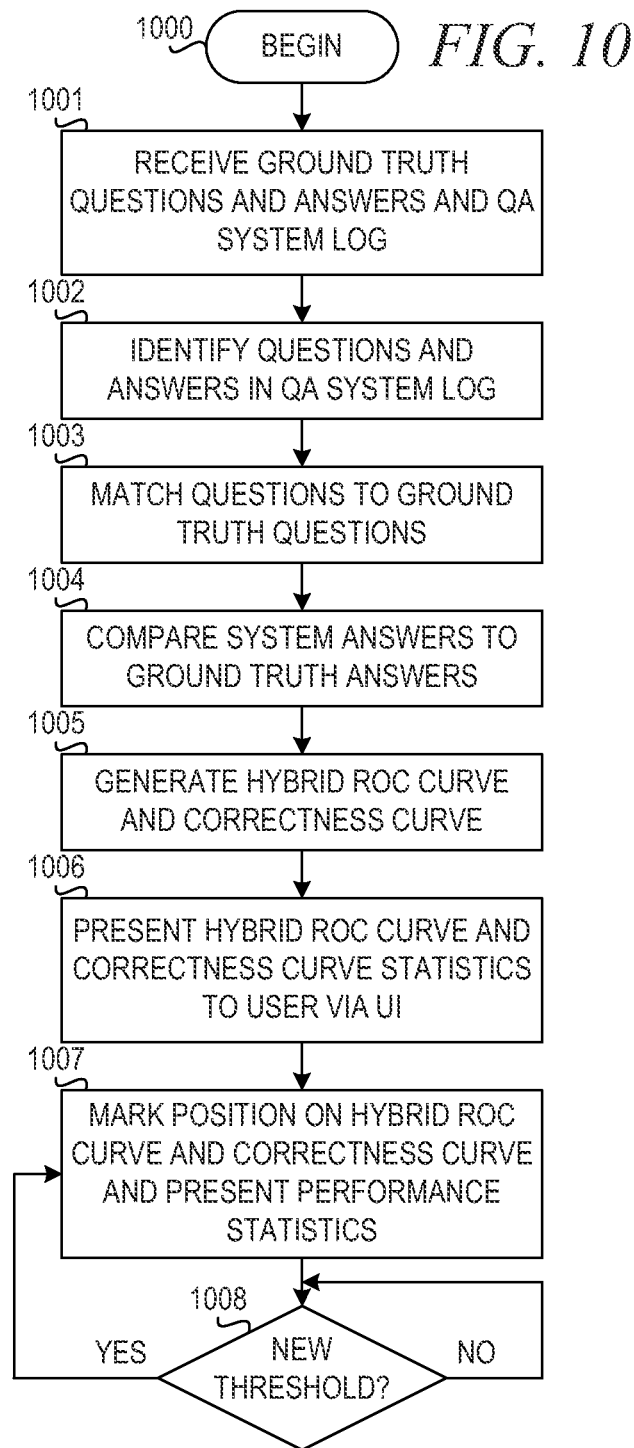 1000
BEGIN
FIG. 10
1001
RECEIVE GROUND TRUTH
QUESTIONS AND ANSWERS AND QA
SYSTEM LOG
1002
IDENTIFY QUESTIONS AND
ANSWERS IN QA SYSTEM LOG
1003
MATCH QUESTIONS TO GROUND
TRUTH QUESTIONS
1004
COMPARE SYSTEM ANSWERS TO
GROUND TRUTH ANSWERS
1005
GENERATE HYBRID ROC CURVE
AND CORRECTNESS CURVE
1006
PRESENT HYBRID ROC CURVE AND
CORRECTNESS CURVE STATISTICS
TO USER VIA UI
1007
MARK POSITION ON HYBRID ROC
CURVE AND CORRECTNESS CURVE
AND PRESENT PERFORMANCE
STATISTICS
1008
YES
NEW
THRESHOLD?
NO